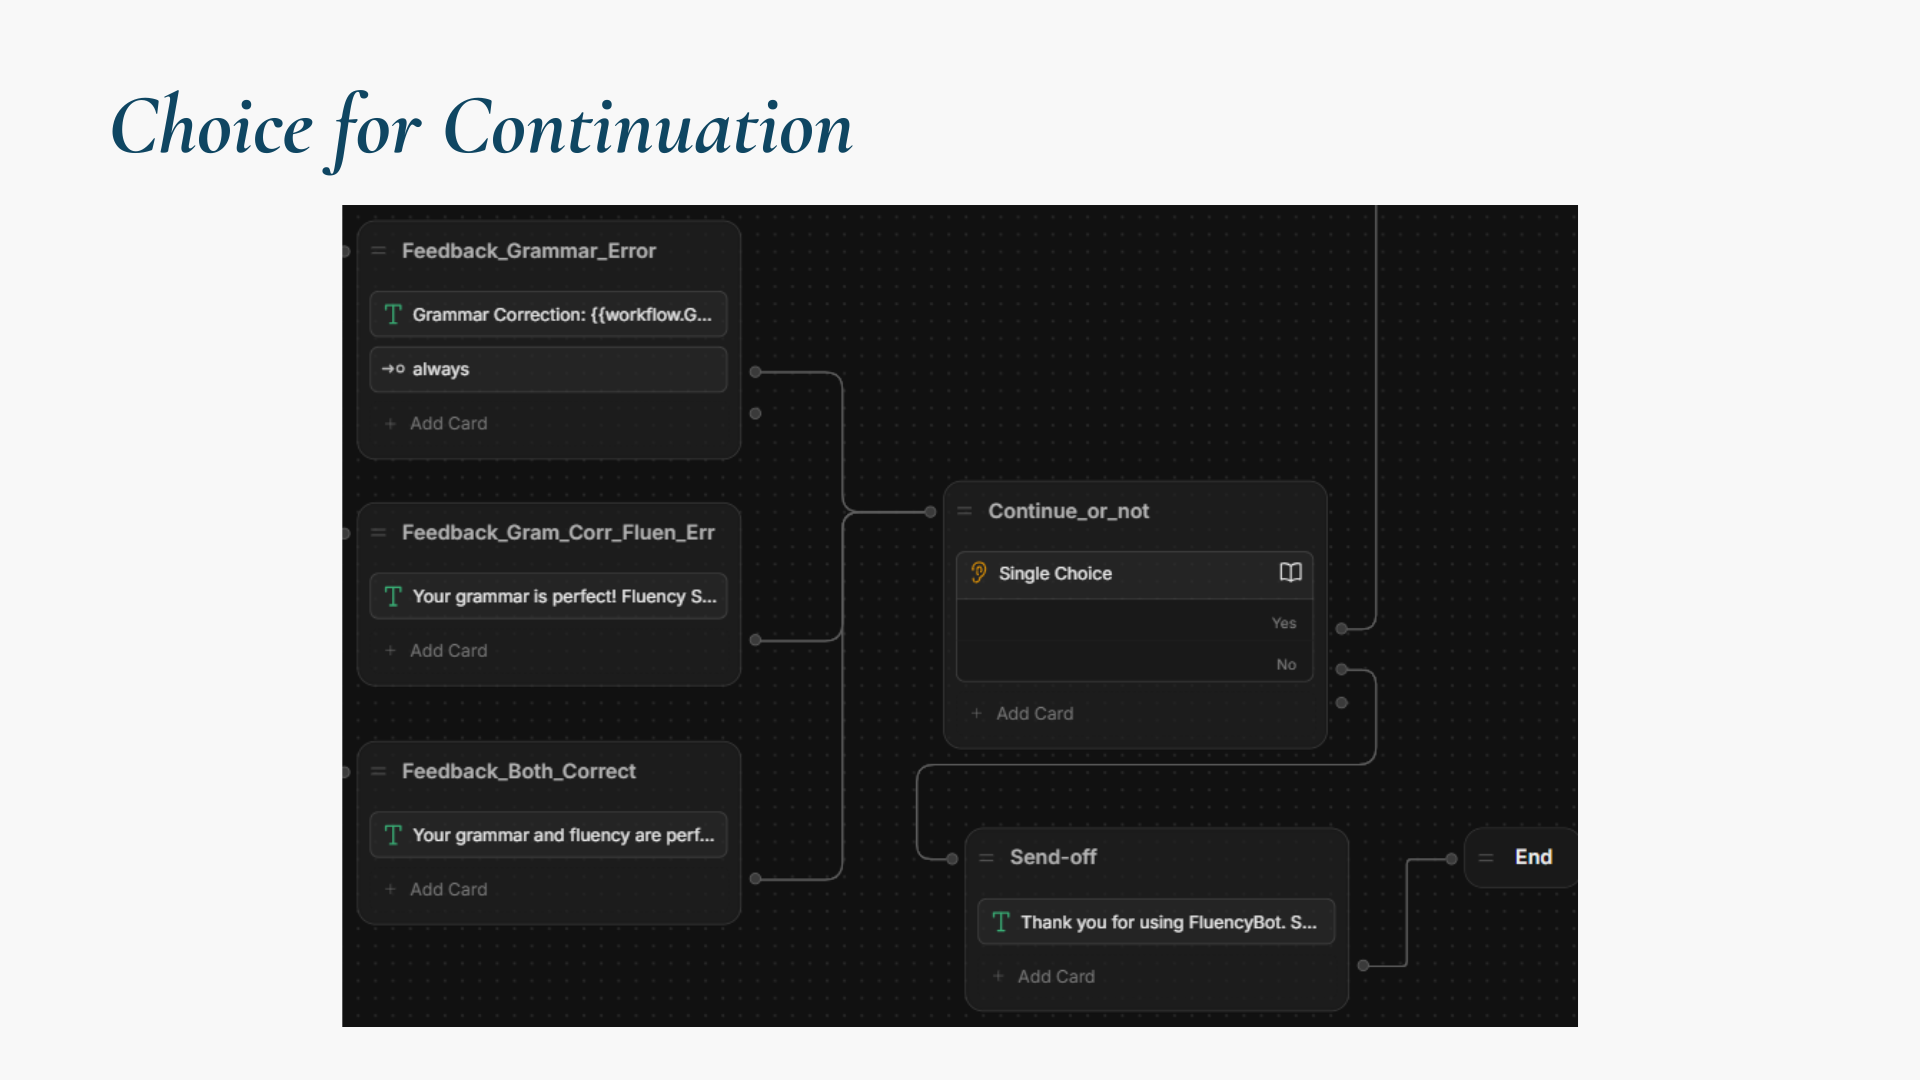 Choice for Continuation
Feedback_Grammar_Error
Grammar Correction: {{workflow.G...
always
+ Add Card
Feedback_Gram_Corr_Fluen_Err
Your grammar is perfect! Fluency S...
+ Add Card
Feedback_Both_Correct
Your grammar and fluency are perf...
+ Add Card
Continue_or_not
Single Choice
Yes
No
+ Add Card
Send-off
Thank you for using FluencyBot. S...
+ Add Card
End